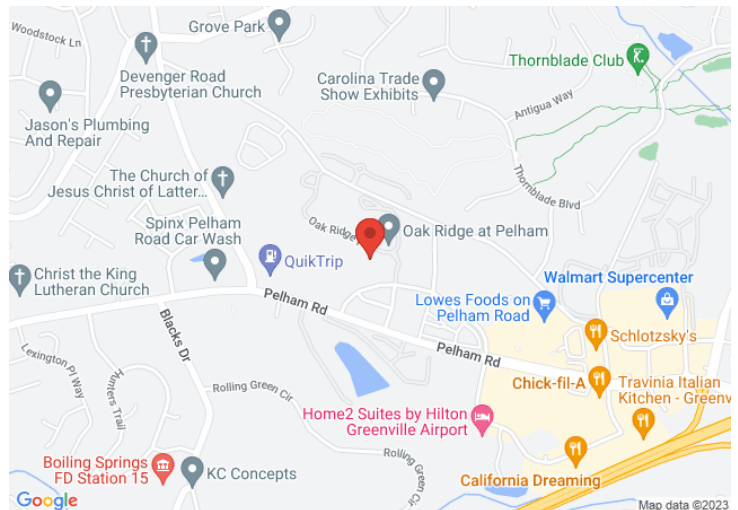 Woodstock Ln
Grove Park
Devenger Road
Presbyterian Church
Thornblade Club
Carolina Trade
Show Exhibits
Antigua Way
Jason's Plumbing
And Repair
The Church of
Jesus Christ of Latter...
Thornblade Blvd
Spinx Pelham
Road Car Wash
Oak Ridge
Oak Ridge at Pelham
QuikTrip
Christ the King
Lutheran Church
Walmart Supercenter
Pelham Rd
Lowes Foods on
Pelham Road
Blacks Dr
Schlotzsky's
Pelham Rd
Lexington Pl Way
Hunters Trail
Rolling Green Cir
Chick-fil-A
Travinia Italian
Kitchen - Greenv
Home2 Suites by Hilton
Greenville Airport
Rolling Green Cir
Boiling Springs
FD Station 15
KC Concepts
California Dreaming
Google
Map data ©2023